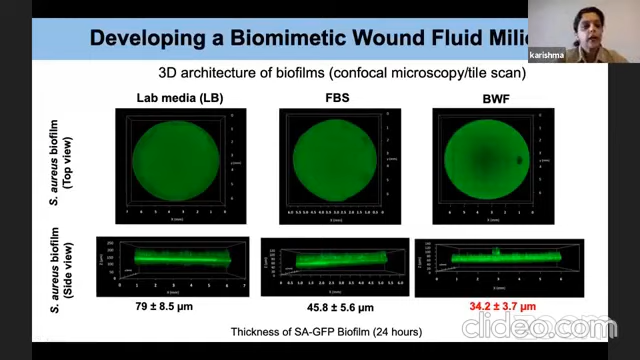 Developing a Biomimetic Wound Fluid
karishma
3D architecture of biofilms (confocal microscopy/tile scan)
Lab media (LB)
FBS
BWF
S. aureus biofilm
(Top view)
S. aureus biofilm
(Side view)
79 ± 8.5 µm
45.8 ± 5.6 µm
34.2 ± 3.7 µm
Thickness of SA-GFP Biofilm (24 hours)
clideo.com